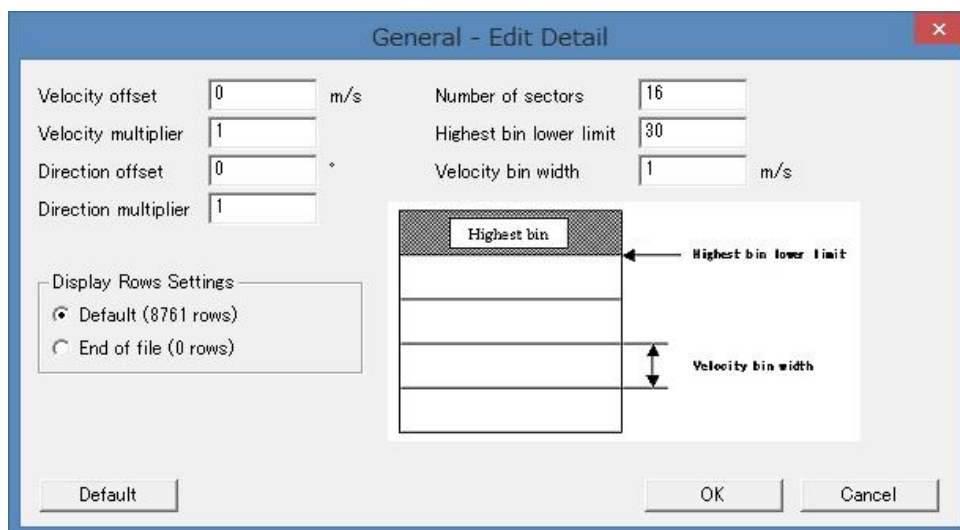 General - Edit Detail
Velocity offset 0 m/s
Velocity multiplier 1
Direction offset 0 °
Direction multiplier 1
Number of sectors 16
Highest bin lower limit 30
Velocity bin width 1 m/s
Highest bin
Highest bin lower limit
Velocity bin width
Display Rows Settings
Default (8761 rows)
End of file (0 rows)
Default
OK
Cancel